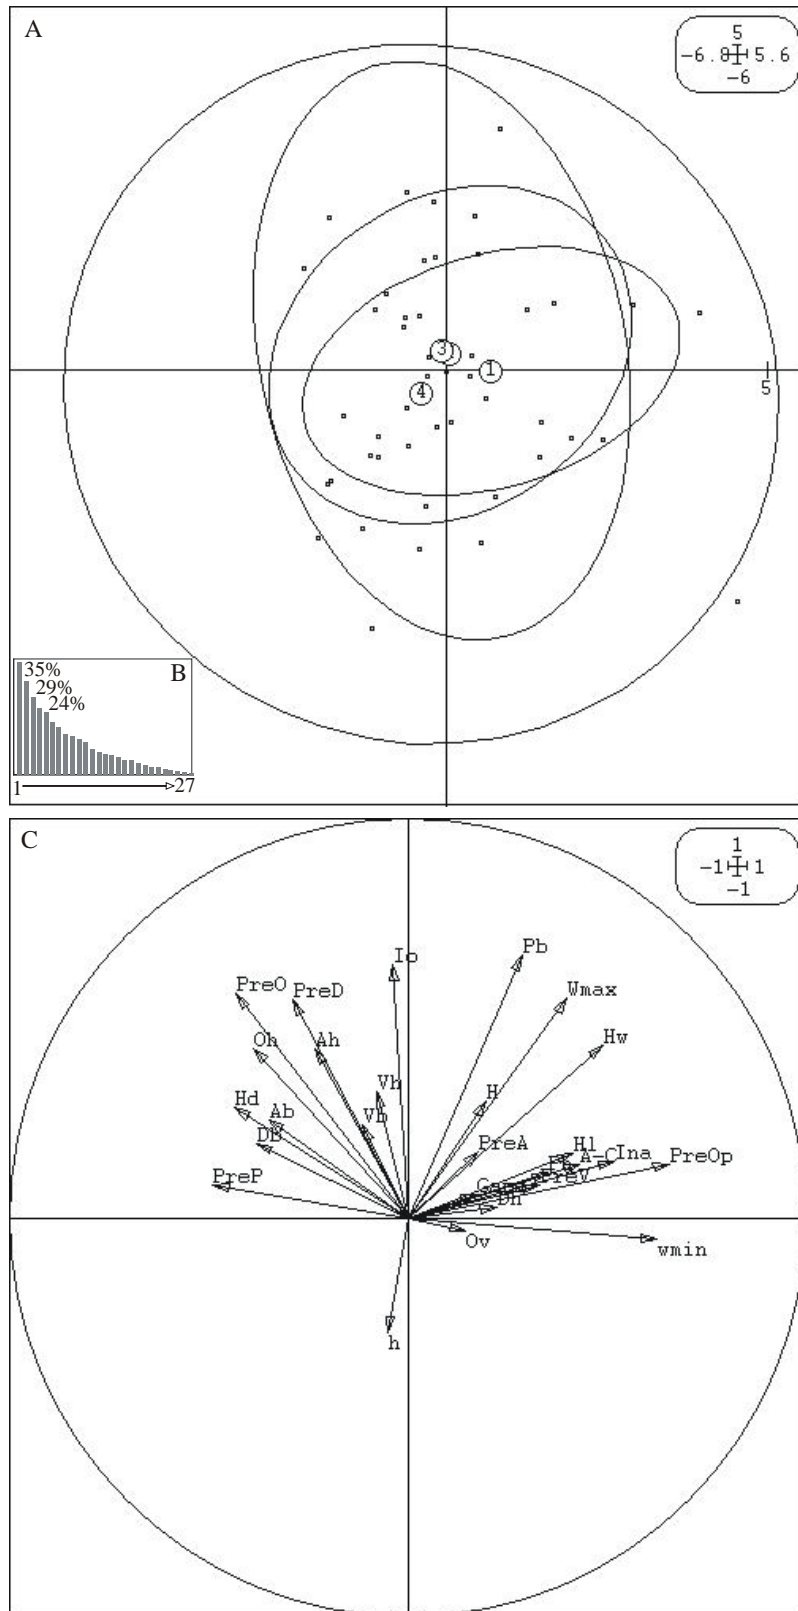 A
5
-6.8 5.6
-6
3
1
4
5
B
35%
29%
24%
1 27
C
1
-1 1
-1
Io
Pb
PreO PreD
Wmax
Oh Ah
Hw
Vh
H
Hd Ab
Vb
DB
PreA
Hl
A-C Ina
PreOp
PreP
PreV
Dh
Ov
wmin
h